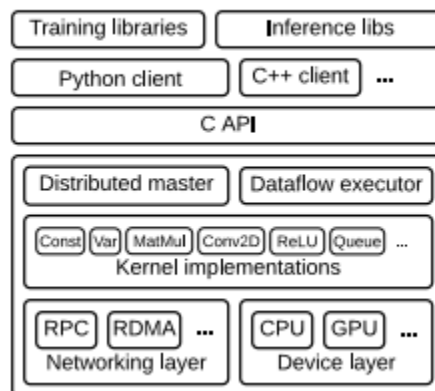 Training libraries Inference libs
Python client C++ client ...
C API
Distributed master Dataflow executor
Const Var MatMul Conv2D ReLU Queue ...
Kernel implementations
RPC RDMA ... CPU GPU ...
Networking layer Device layer